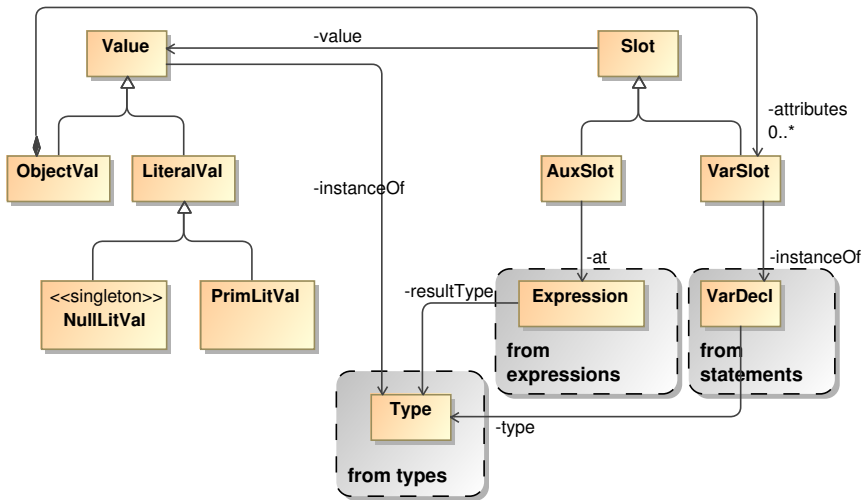 Value
-value
Slot
-attributes
0..*
ObjectVal
LiteralVal
AuxSlot
VarSlot
-instanceOf
-at
-instanceOf
<<singleton>>
NullLitVal
PrimLitVal
-resultType
Expression
VarDecl
from
expressions
from
statements
Type
-type
from types